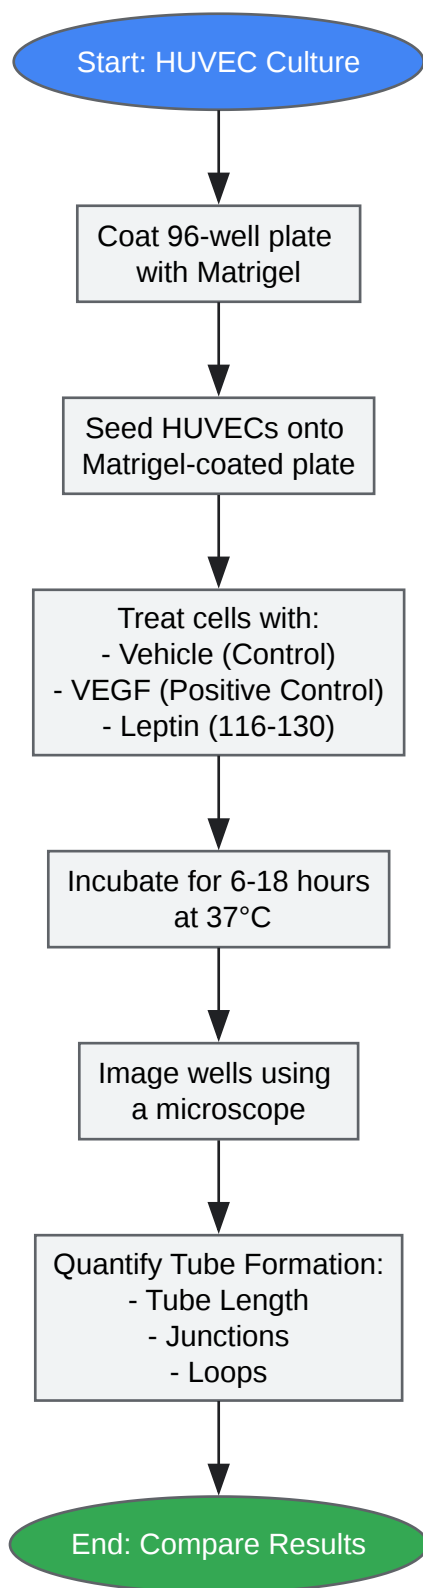 Start: HUVEC Culture
Coat 96-well plate
with Matrigel
Seed HUVECs onto
Matrigel-coated plate
Treat cells with:
- Vehicle (Control)
- VEGF (Positive Control)
- Leptin (116-130)
Incubate for 6-18 hours
at 37°C
Image wells using
a microscope
Quantify Tube Formation:
- Tube Length
- Junctions
- Loops
End: Compare Results